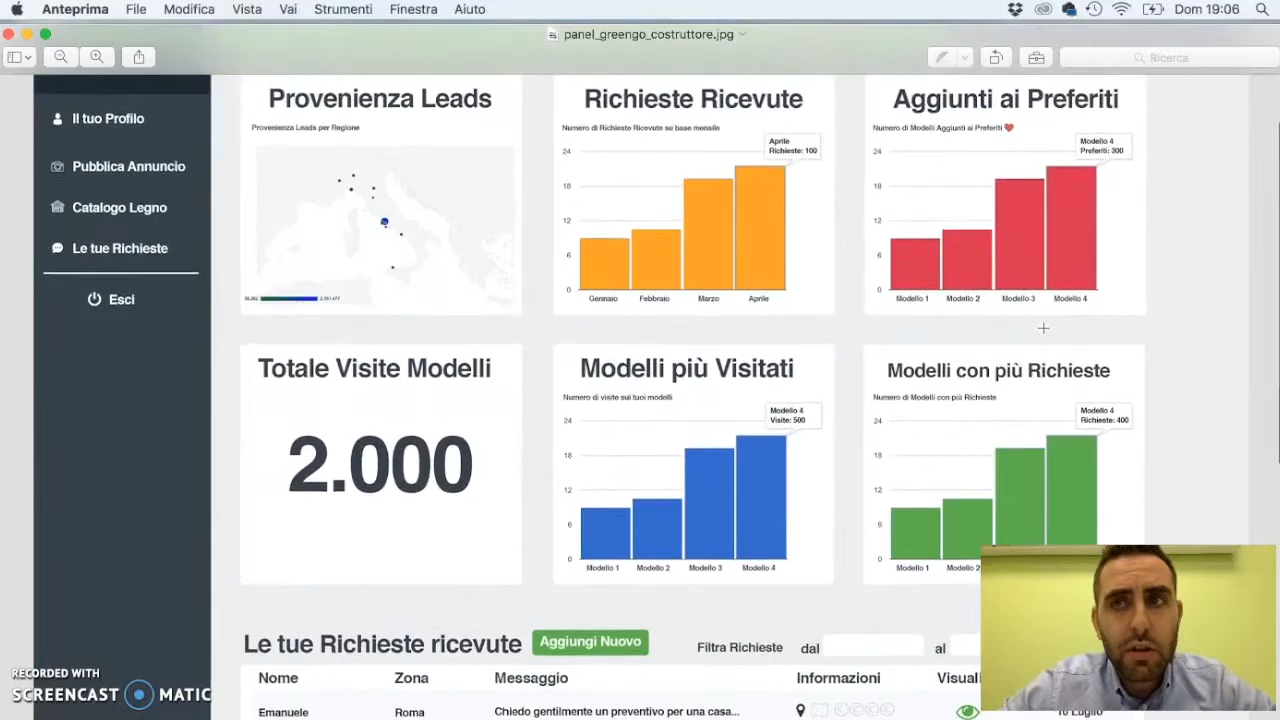 Anteprima File Modifica Vista Vai Strumenti Finestra Aiuto Dom 19:06
panel_greengo_costruttore.jpg
Ricerca
Il tuo Profilo
Pubblica Annuncio
Catalogo Legno
Le tue Richieste
Esci
Provenienza Leads
Provenienza Leads per Regione
Richieste Ricevute
Numero di Richieste Ricevute su base mensile
Aprile
Richieste: 100
24
18
12
6
0
Gennaio Febbraio Marzo Aprile
Aggiunti ai Preferiti
Numero di Modelli Aggiunti ai Preferiti
Modello 4
Preferiti: 300
24
18
12
6
0
Modello 1 Modello 2 Modello 3 Modello 4
Totale Visite Modelli
2.000
Modelli più Visitati
Numero di visite sui tuoi modelli
Modello 4
Visite: 500
24
18
12
6
0
Modello 1 Modello 2 Modello 3 Modello 4
Modelli con più Richieste
Numero di Modelli con più Richieste
Modello 4
Richieste: 400
24
18
12
6
0
Modello 1 Modello 2
Le tue Richieste ricevute Aggiungi Nuovo Filtra Richieste dal al
Nome Zona Messaggio Informazioni Visuali
Emanuele Roma Chiedo gentilmente un preventivo per una casa... 10 Luglio
RECORDED WITH
SCREENCAST MATIC